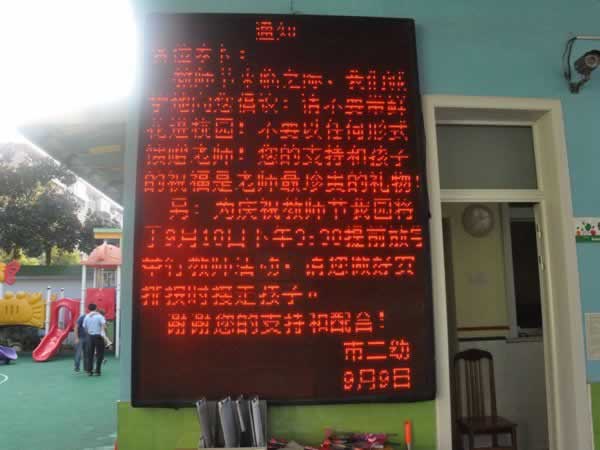 通知
各位家长：
教师节来临之际，我们诚
挚地向您倡议：请不要带鲜
花进校园！不要以任何形式
馈赠老师！您的支持和孩子
的祝福是老师最珍贵的礼物！
另：为庆祝教师节我园将
于9月10日下午3:30提前放学
举行教师活动，请您做好安
排按时接走孩子。
谢谢您的支持和配合！
市二幼
9月9日